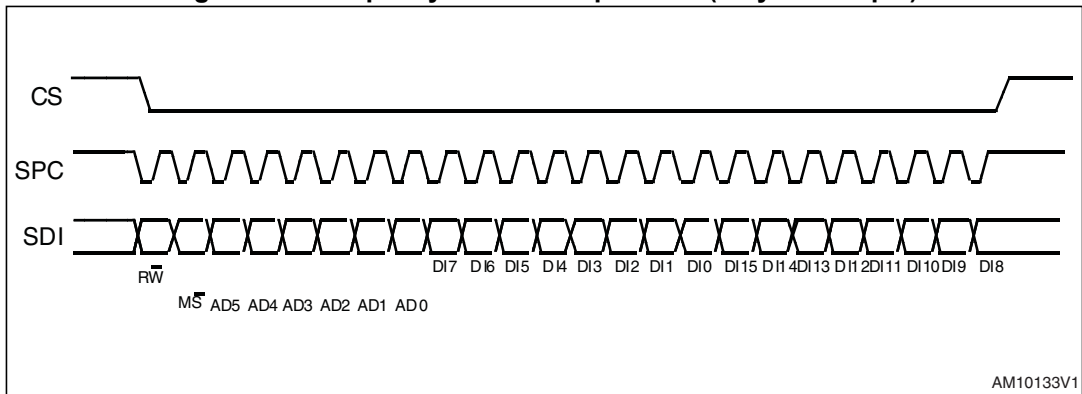 CS
SPC
SDI
RW
DI7 DI6 DI5 DI4 DI3 DI2 DI1 DI0 DI15 DI14 DI13 DI12 DI11 DI10 DI9 DI8
MS AD5 AD4 AD3 AD2 AD1 AD0
AM10133V1